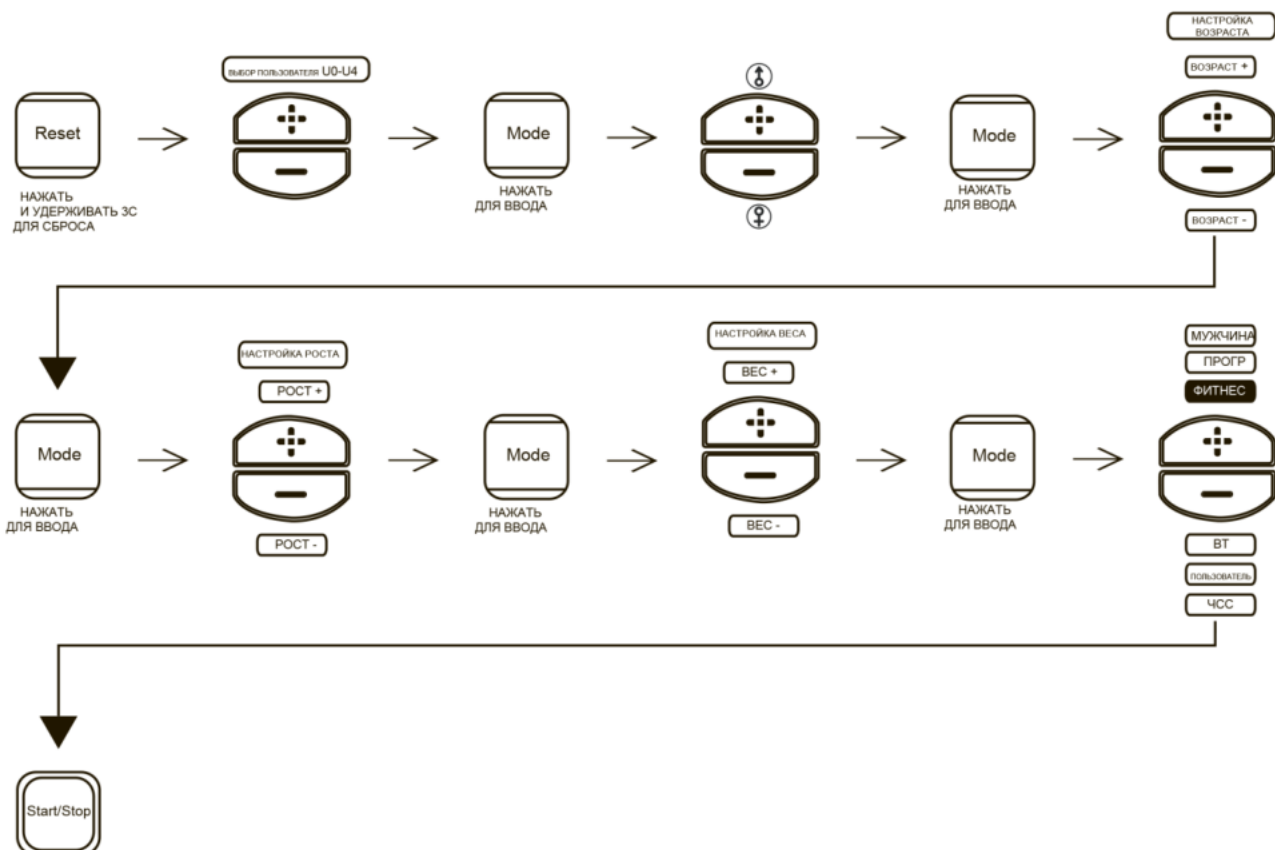 ВЫБОР ПОЛЬЗОВАТЕЛЯ U0-U4
НАСТРОЙКА
ВОЗРАСТА
ВОЗРАСТ +
Reset
Mode
Mode
НАЖАТЬ
И УДЕРЖИВАТЬ 3С
ДЛЯ СБРОСА
НАЖАТЬ
ДЛЯ ВВОДА
НАЖАТЬ
ДЛЯ ВВОДА
ВОЗРАСТ -
НАСТРОЙКА РОСТА
РОСТ +
НАСТРОЙКА ВЕСА
ВЕС +
МУЖЧИНА
ПРОГР
ФИТНЕС
Mode
Mode
Mode
НАЖАТЬ
ДЛЯ ВВОДА
РОСТ -
НАЖАТЬ
ДЛЯ ВВОДА
ВЕС -
НАЖАТЬ
ДЛЯ ВВОДА
ВТ
ПОЛЬЗОВАТЕЛЬ
ЧСС
Start/Stop